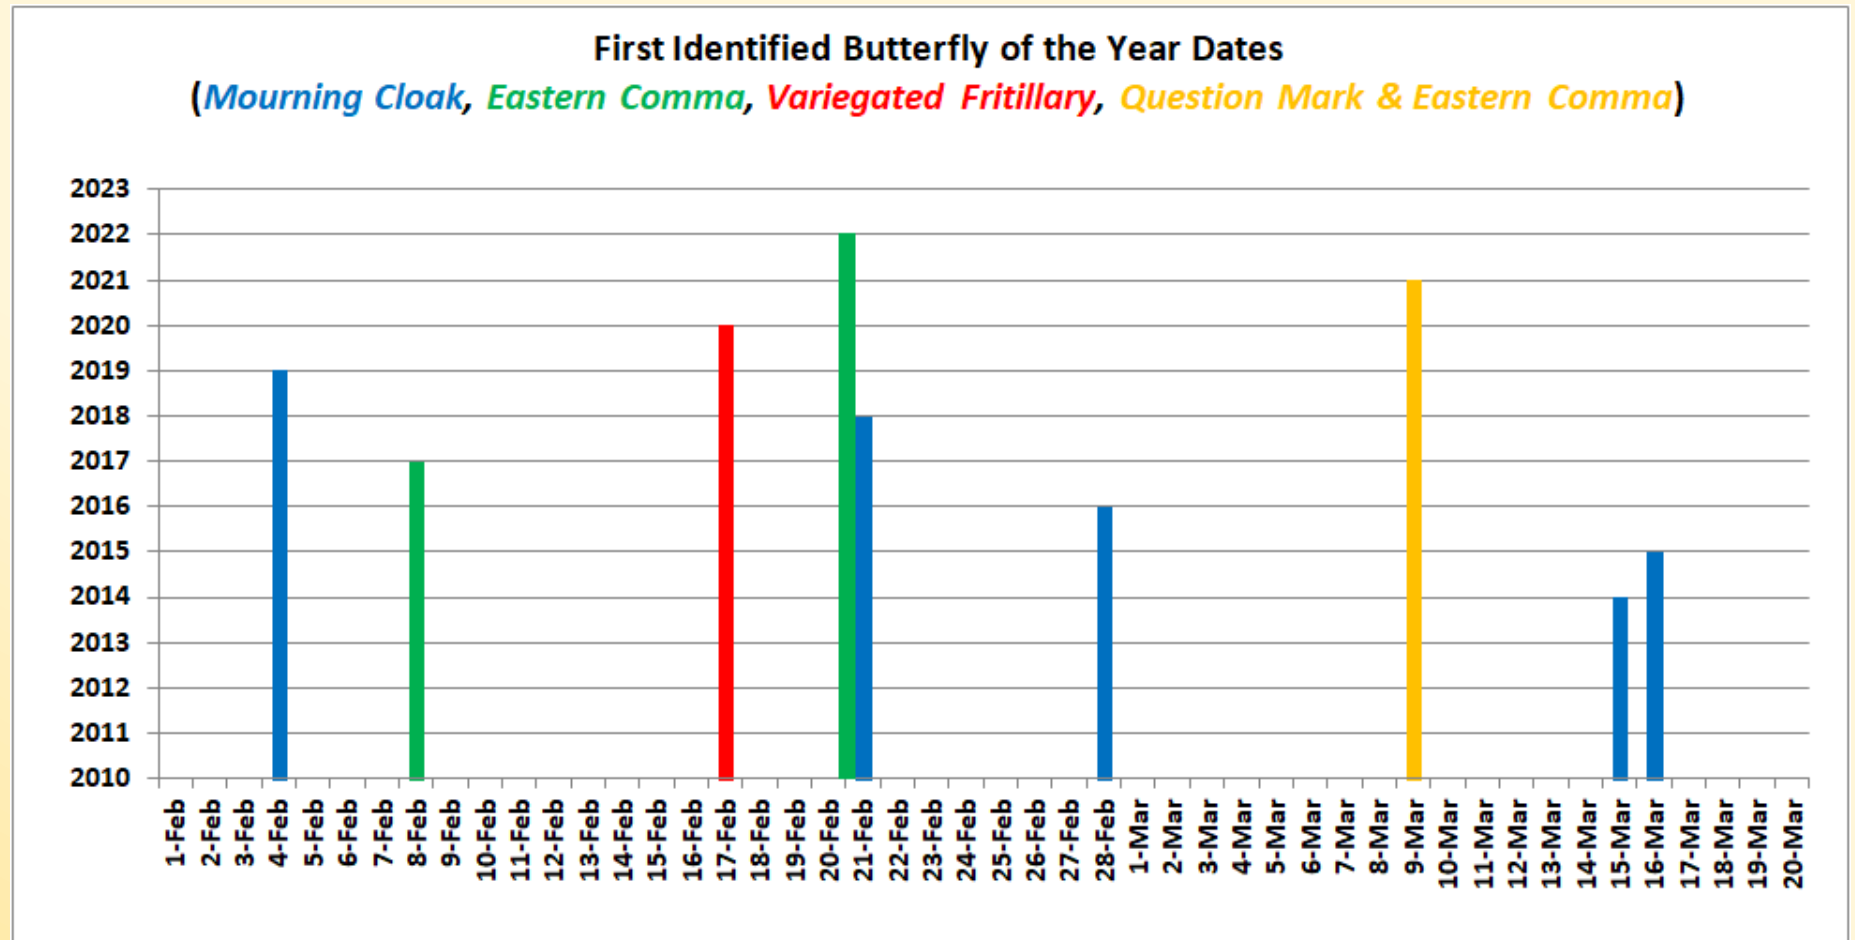 First Identified Butterfly of the Year Dates
(Mourning Cloak, Eastern Comma, Variegated Fritillary, Question Mark & Eastern Comma)
2023
2022
2021
2020
2019
2018
2017
2016
2015
2014
2013
2012
2011
2010
1-Feb
2-Feb
3-Feb
4-Feb
5-Feb
6-Feb
7-Feb
8-Feb
9-Feb
10-Feb
11-Feb
12-Feb
13-Feb
14-Feb
15-Feb
16-Feb
17-Feb
18-Feb
19-Feb
20-Feb
21-Feb
22-Feb
23-Feb
24-Feb
25-Feb
26-Feb
27-Feb
28-Feb
1-Mar
2-Mar
3-Mar
4-Mar
5-Mar
6-Mar
7-Mar
8-Mar
9-Mar
10-Mar
11-Mar
12-Mar
13-Mar
14-Mar
15-Mar
16-Mar
17-Mar
18-Mar
19-Mar
20-Mar